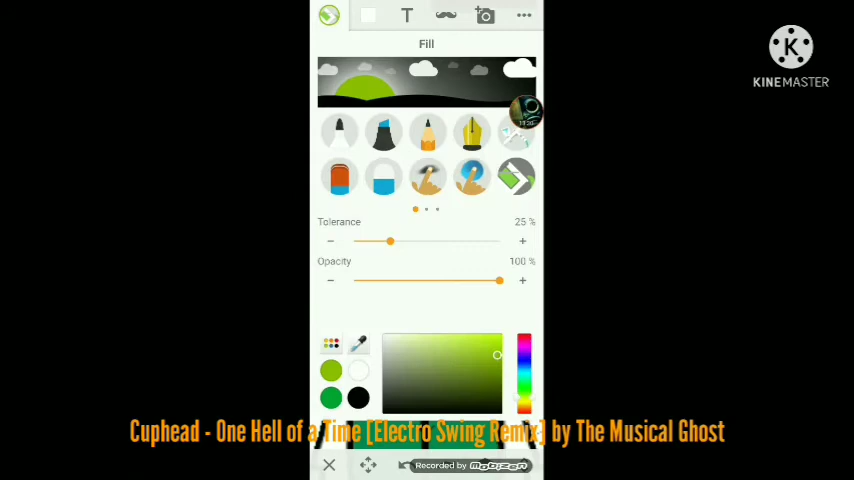 T
Fill
KINEMASTER
Tolerance
25 %
Opacity
100 %
Cuphead - One Hell of a Time [Electro Swing Remix] by The Musical Ghost
Recorded by mobizen